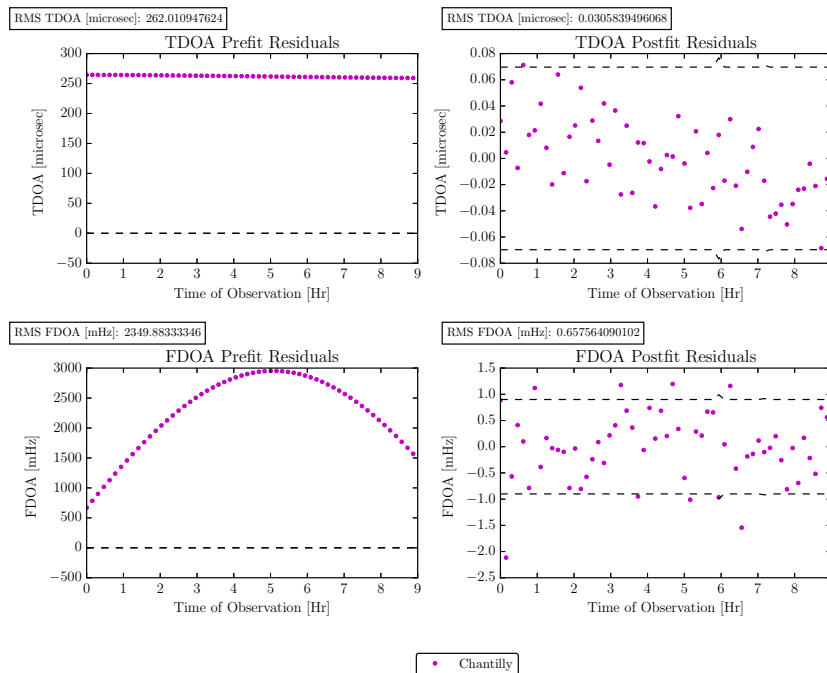 RMS TDOA [microsec]: 262.010947624
TDOA Prefit Residuals
300
250
200
150
100
50
0
−50
TDOA [microsec]
0 1 2 3 4 5 6 7 8 9
Time of Observation [Hr]
RMS TDOA [microsec]: 0.0305839496068
TDOA Postfit Residuals
0.08
0.06
0.04
0.02
0.00
−0.02
−0.04
−0.06
−0.08
TDOA [microsec]
0 1 2 3 4 5 6 7 8
Time of Observation [Hr]
RMS FDOA [mHz]: 2349.88333346
FDOA Prefit Residuals
3000
2500
2000
1500
1000
500
0
−500
FDOA [mHz]
0 1 2 3 4 5 6 7 8 9
Time of Observation [Hr]
RMS FDOA [mHz]: 0.657564090102
FDOA Postfit Residuals
1.5
1.0
0.5
0.0
−0.5
−1.0
−1.5
−2.0
−2.5
FDOA [mHz]
0 1 2 3 4 5 6 7 8
Time of Observation [Hr]
Chantilly